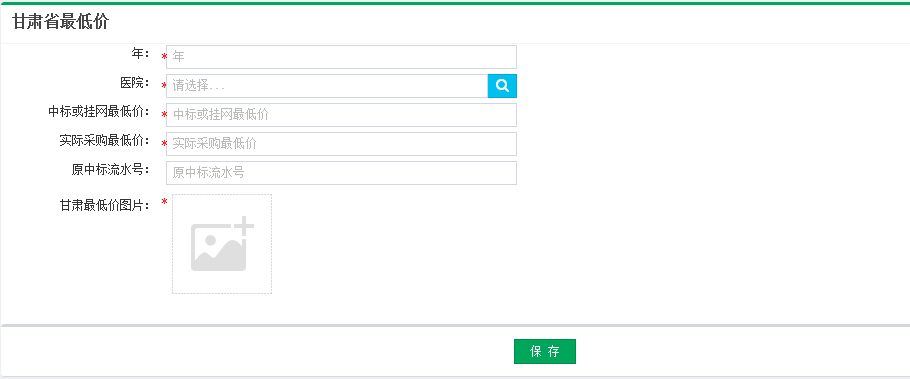 甘肃省最低价
年： * 年
医院： * 请选择...
中标或挂网最低价： * 中标或挂网最低价
实际采购最低价： * 实际采购最低价
原中标流水号： 原中标流水号
甘肃最低价图片： *
保 存